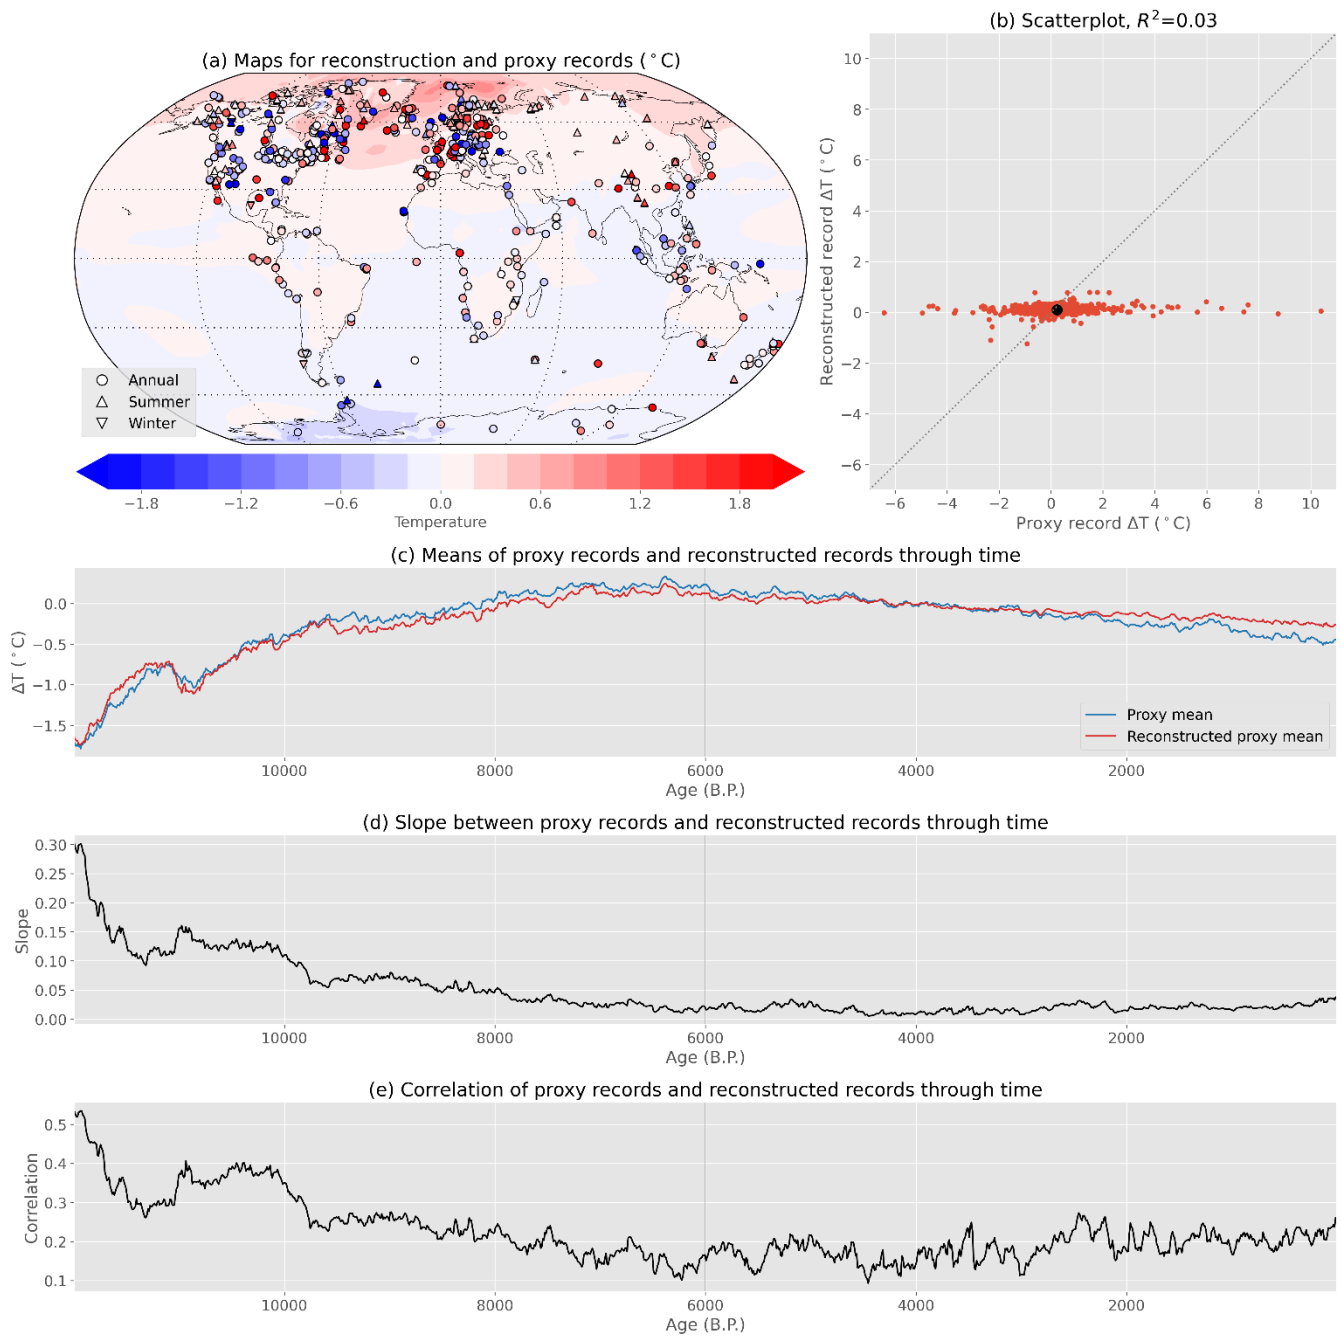 (a) Maps for reconstruction and proxy records (°C)
Annual
Summer
Winter
−1.8 −1.2 −0.6 0.0 0.6 1.2 1.8
Temperature
(b) Scatterplot, R²=0.03
10
8
6
4
2
0
−2
−4
−6
Reconstructed record ΔT (°C)
−6 −4 −2 0 2 4 6 8 10
Proxy record ΔT (°C)
(c) Means of proxy records and reconstructed records through time
0.0
−0.5
−1.0
−1.5
ΔT (°C)
Proxy mean
Reconstructed proxy mean
10000 8000 6000 4000 2000
Age (B.P.)
(d) Slope between proxy records and reconstructed records through time
0.30
0.25
0.20
0.15
0.10
0.05
0.00
Slope
10000 8000 6000 4000 2000
Age (B.P.)
(e) Correlation of proxy records and reconstructed records through time
0.5
0.4
0.3
0.2
0.1
Correlation
10000 8000 6000 4000 2000
Age (B.P.)